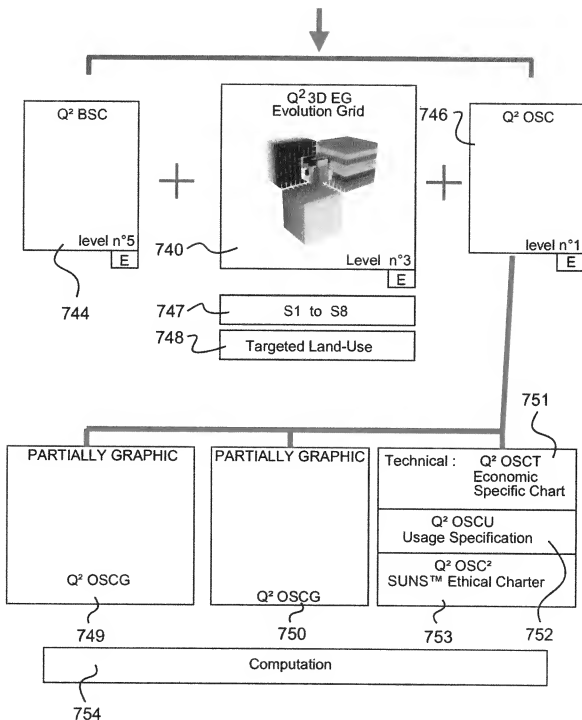 Q² BSC
level n°5
E
744
Q² 3D EG
Evolution Grid
740
Level n°3
E
746
Q² OSC
level n°1
E
747
S1 to S8
748
Targeted Land-Use
751
PARTIALLY GRAPHIC
Q² OSCG
749
PARTIALLY GRAPHIC
Q² OSCG
750
Technical : Q² OSCT
Economic
Specific Chart
Q² OSCU
Usage Specification
Q² OSC²
SUNS™ Ethical Charter
753
752
Computation
754